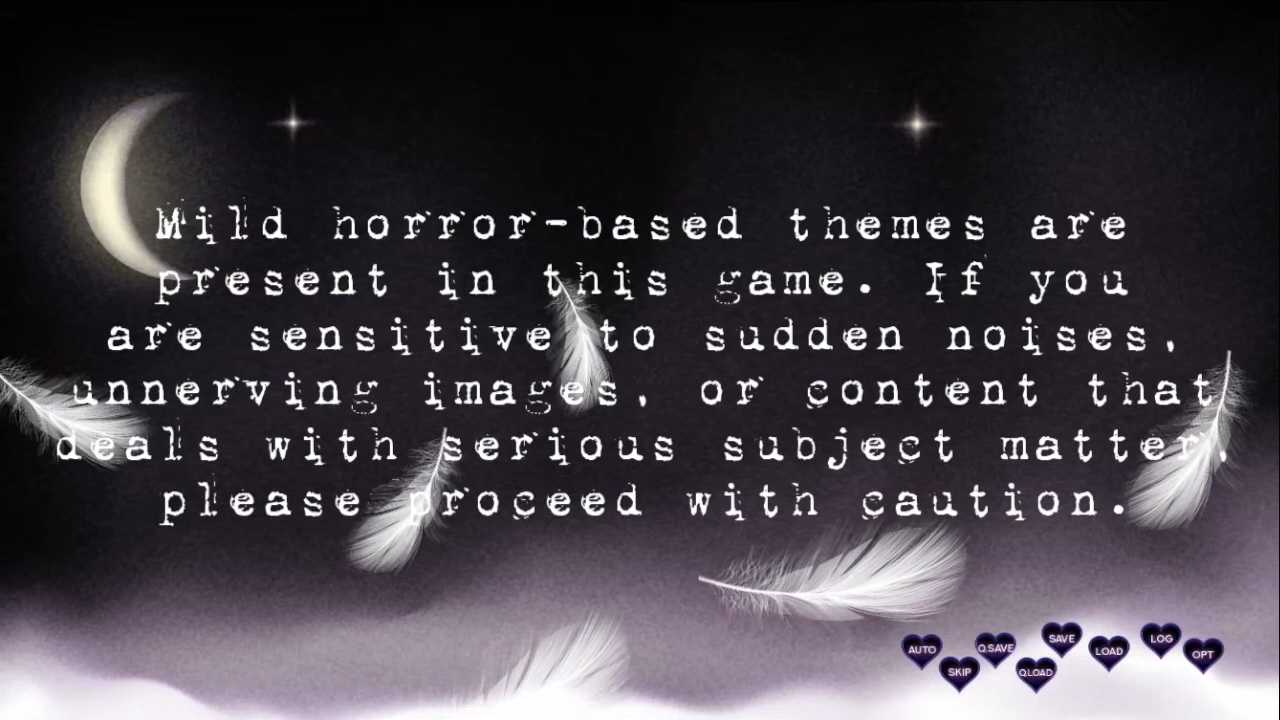 Mild horror-based themes are
present in this game. If you
are sensitive to sudden noises,
unnerving images, or content that
deals with serious subject matter,
please proceed with caution.
AUTO
SKIP
Q.SAVE
Q.LOAD
SAVE
LOAD
LOG
OPT